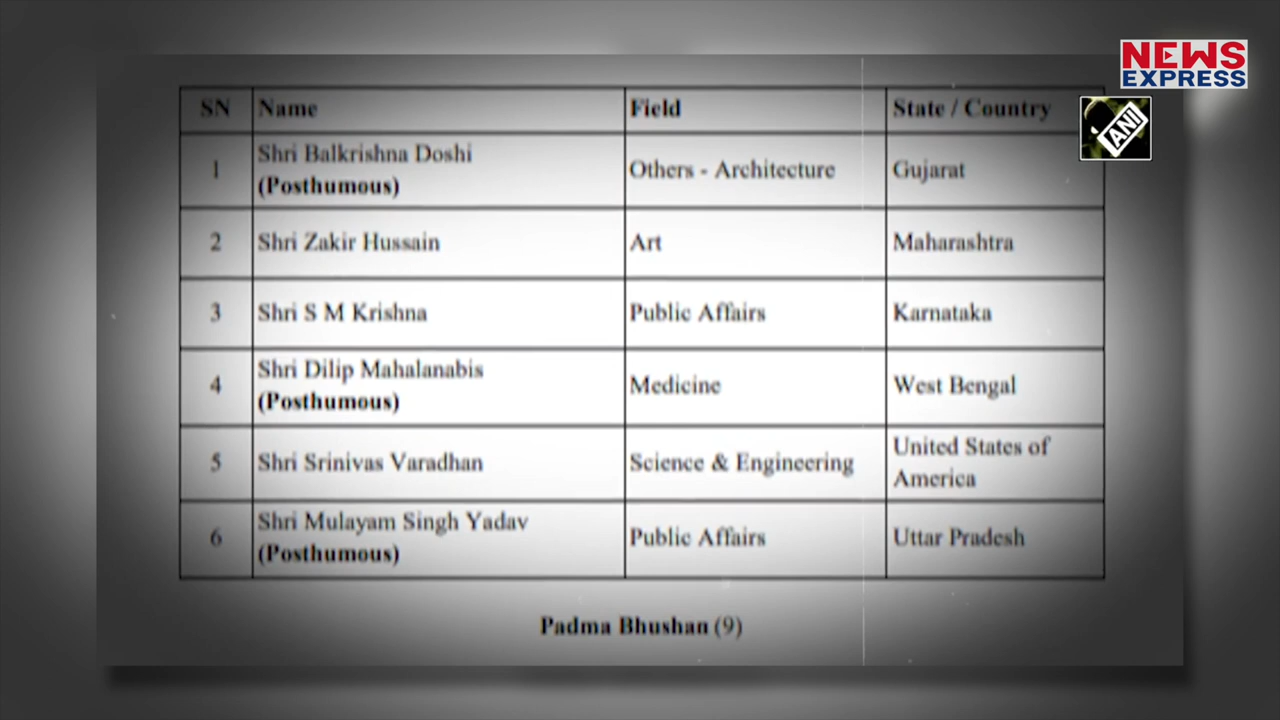 NEWS
EXPRESS
ANI
SN Name Field State / Country
1 Shri Balkrishna Doshi
(Posthumous) Others - Architecture Gujarat
2 Shri Zakir Hussain Art Maharashtra
3 Shri S M Krishna Public Affairs Karnataka
4 Shri Dilip Mahalanabis
(Posthumous) Medicine West Bengal
5 Shri Srinivas Varadhan Science & Engineering United States of
America
6 Shri Mulayam Singh Yadav
(Posthumous) Public Affairs Uttar Pradesh
Padma Bhushan (9)